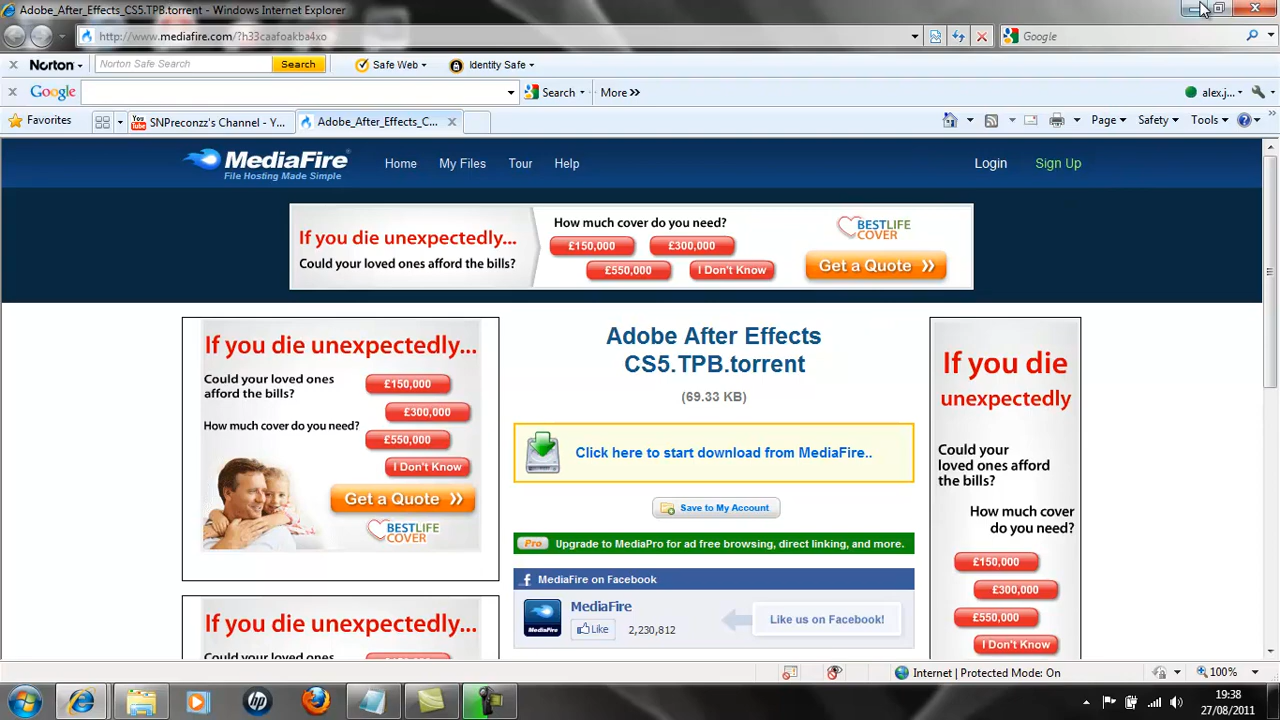 Adobe_After_Effects_CS5.TPB.torrent - Windows Internet Explorer
http://www.mediafire.com/?h33caafoakba4xo
Google
Norton
Norton Safe Search
Search
Safe Web
Identity Safe
Google
Search
More »
alex.j...
Favorites
SNPreconzz's Channel - Y...
Adobe_After_Effects_C...
Page
Safety
Tools
MediaFire
File Hosting Made Simple
Home
My Files
Tour
Help
Login
Sign Up
If you die unexpectedly...
Could your loved ones afford the bills?
How much cover do you need?
£150,000
£300,000
£550,000
I Don't Know
BESTLIFE
COVER
Get a Quote »
If you die unexpectedly...
Could your loved ones
afford the bills?
How much cover do you need?
£150,000
£300,000
£550,000
I Don't Know
Get a Quote »
BESTLIFE
COVER
If you die unexpectedly...
Could your loved ones
Adobe After Effects
CS5.TPB.torrent
(69.33 KB)
Click here to start download from MediaFire..
Save to My Account
Pro Upgrade to MediaPro for ad free browsing, direct linking, and more.
MediaFire on Facebook
MediaFire
MediaFire
Like
2,230,812
Like us on Facebook!
If you die
unexpectedly
Could your
loved ones afford
the bills?
How much cover
do you need?
£150,000
£300,000
£550,000
I Don't Know
Internet | Protected Mode: On
100%
hp
19:38
27/08/2011